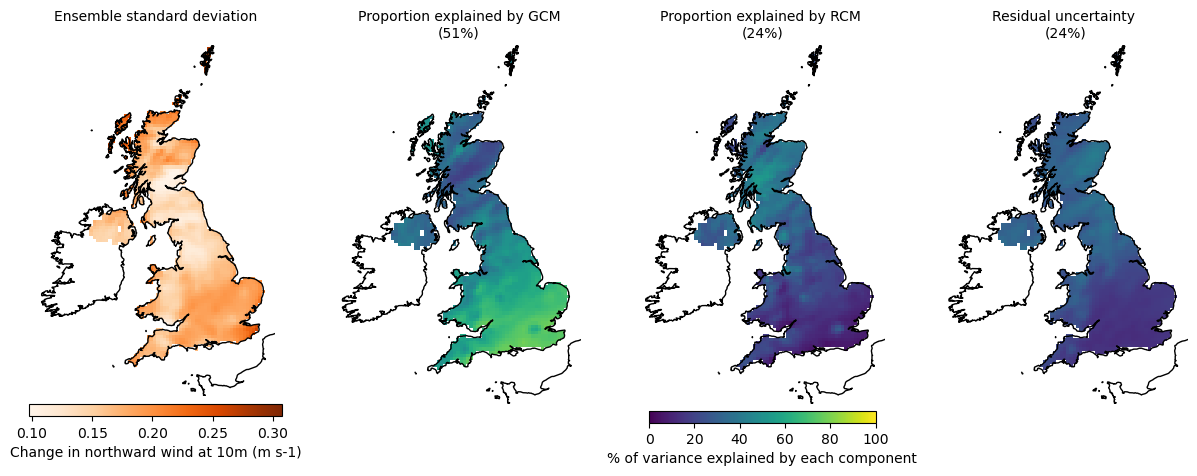 Ensemble standard deviation
Proportion explained by GCM
(51%)
Proportion explained by RCM
(24%)
Residual uncertainty
(24%)
0.10 0.15 0.20 0.25 0.30
Change in northward wind at 10m (m s-1)
0 20 40 60 80 100
% of variance explained by each component